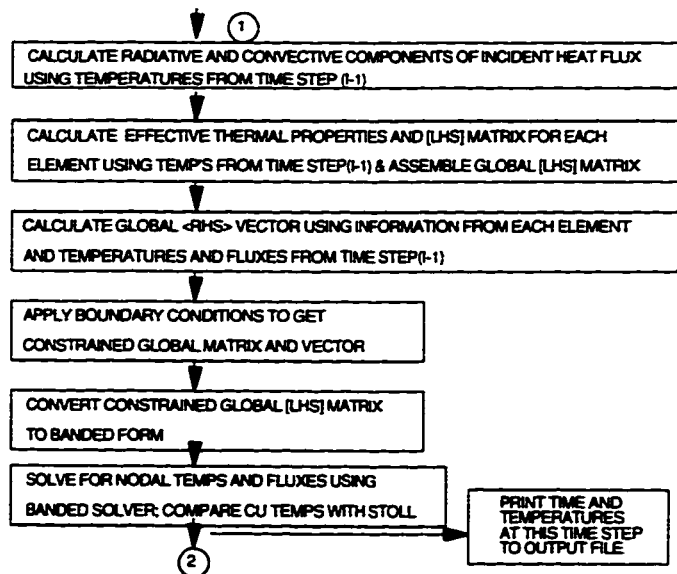 1
CALCULATE RADIATIVE AND CONVECTIVE COMPONENTS OF INCIDENT HEAT FLUX
USING TEMPERATURES FROM TIME STEP (I-1)
CALCULATE EFFECTIVE THERMAL PROPERTIES AND [LHS] MATRIX FOR EACH
ELEMENT USING TEMP'S FROM TIME STEP(I-1) & ASSEMBLE GLOBAL [LHS] MATRIX
CALCULATE GLOBAL <RHS> VECTOR USING INFORMATION FROM EACH ELEMENT
AND TEMPERATURES AND FLUXES FROM TIME STEP(I-1)
APPLY BOUNDARY CONDITIONS TO GET
CONSTRAINED GLOBAL MATRIX AND VECTOR
CONVERT CONSTRAINED GLOBAL [LHS] MATRIX
TO BANDED FORM
SOLVE FOR NODAL TEMPS AND FLUXES USING
BANDED SOLVER; COMPARE CU TEMPS WITH STOLL
PRINT TIME AND
TEMPERATURES
AT THIS TIME STEP
TO OUTPUT FILE
2